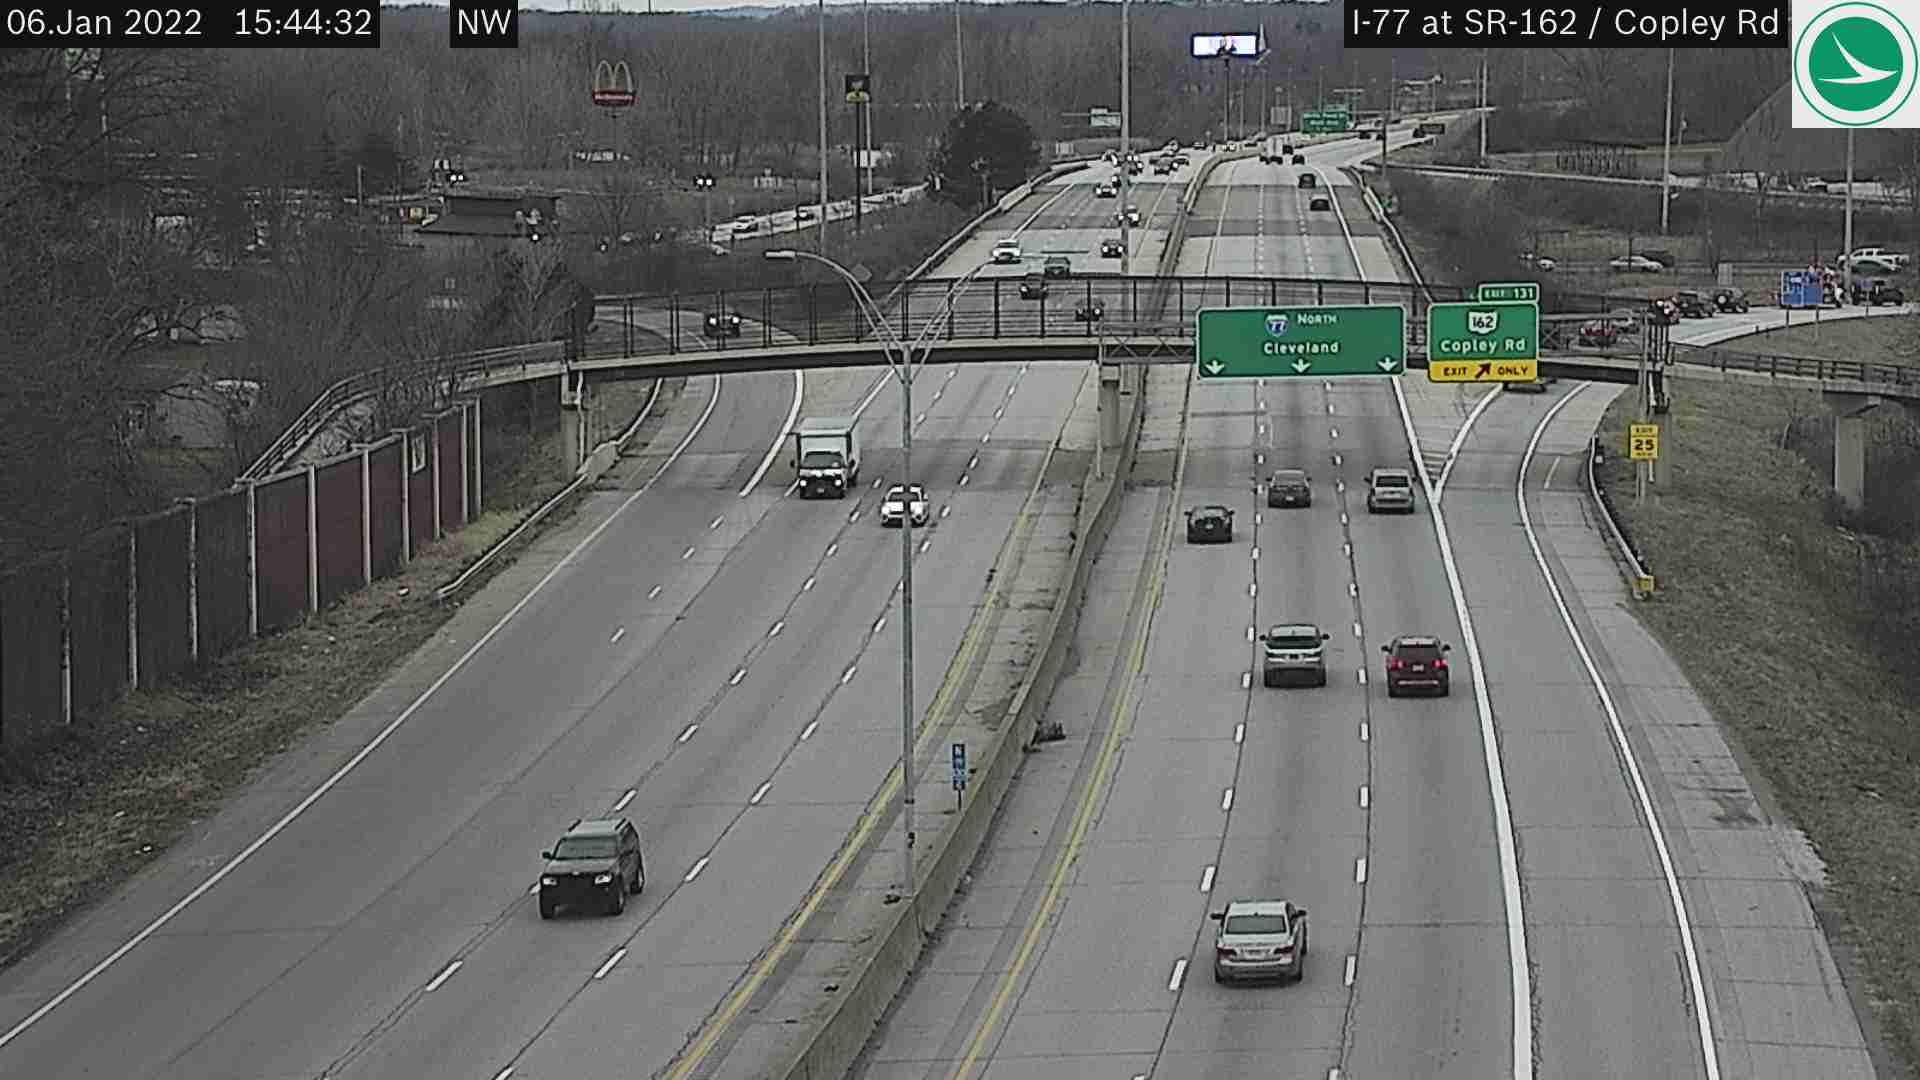 06.Jan 2022 15:44:32
NW
I-77 at SR-162 / Copley Rd
McDonald's
EXIT 131
77 NORTH
Cleveland
162
Copley Rd
EXIT ONLY
EXIT
25